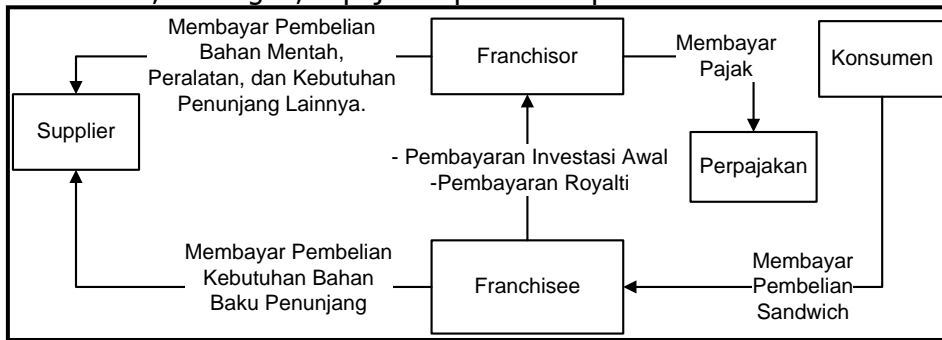 Membayar Pembelian
Bahan Mentah,
Peralatan, dan Kebutuhan
Penunjang Lainnya.
Franchisor
Membayar
Pajak
Konsumen
Supplier
- Pembayaran Investasi Awal
-Pembayaran Royalti
Perpajakan
Membayar Pembelian
Kebutuhan Bahan
Baku Penunjang
Franchisee
Membayar
Pembelian
Sandwich